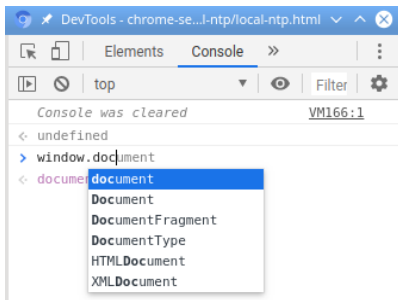 DevTools - chrome-se...l-ntp/local-ntp.html
Elements Console »
top Filter
Console was cleared VM166:1
undefined
window.document
docume
document
Document
DocumentFragment
DocumentType
HTMLDocument
XMLDocument